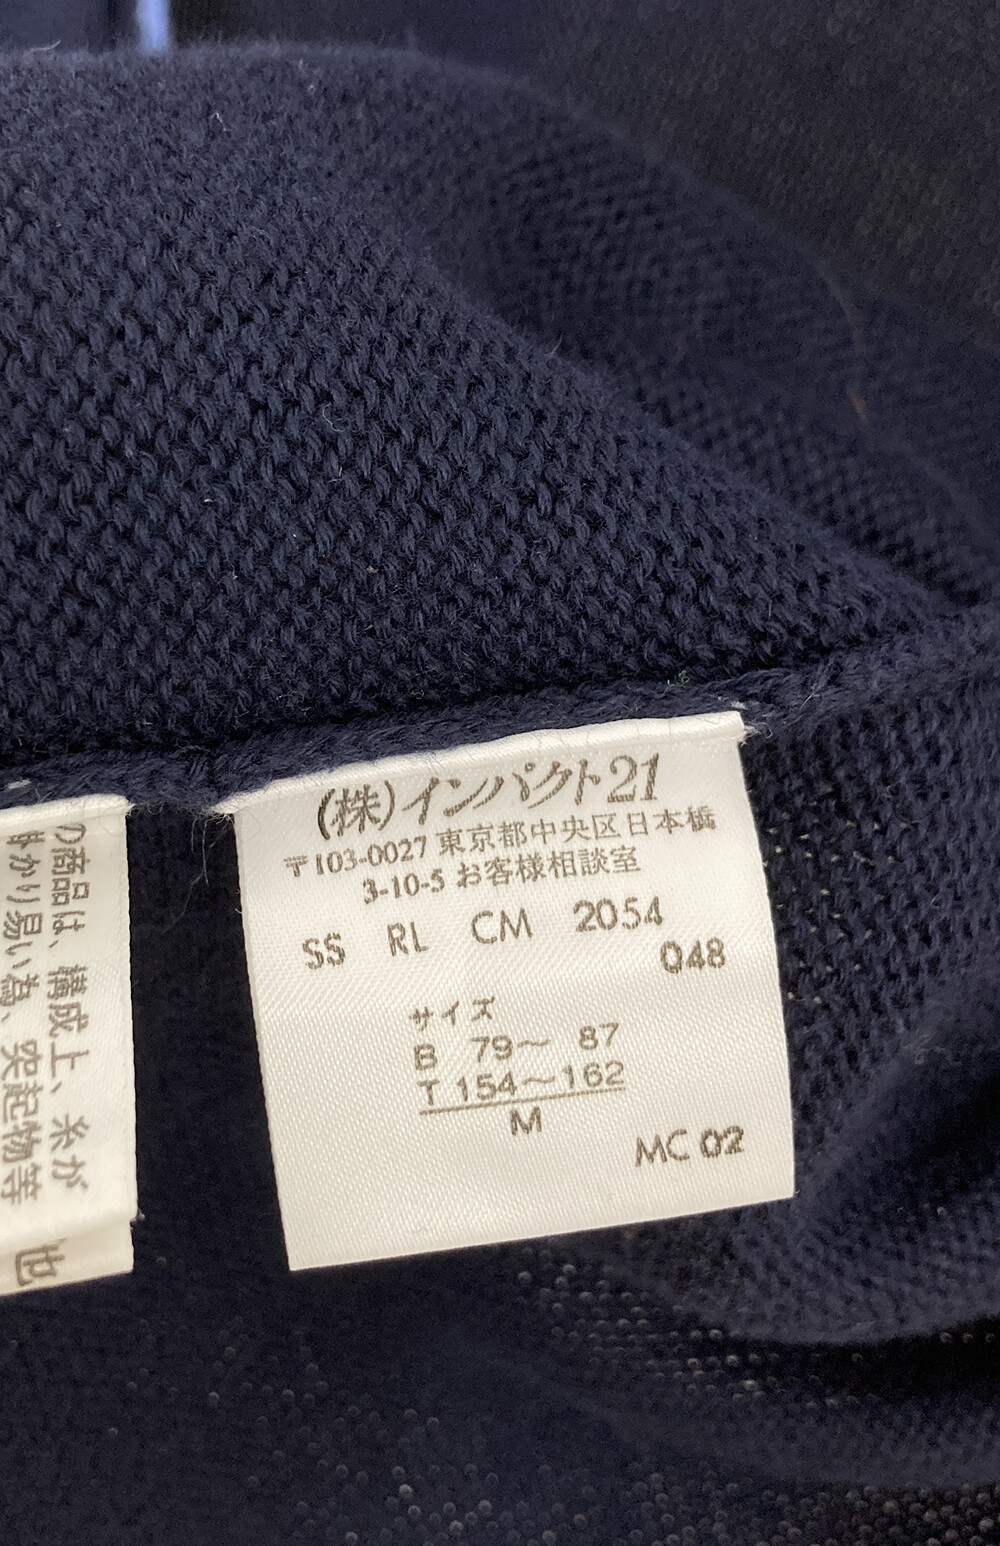 (株)インパクト21
〒103-0027 東京都中央区日本橋
3-10-5 お客様相談室
SS RL CM 2054
048
サイズ
B 79〜 87
T 154〜162
M
MC 02
の商品は、構成上、糸が
掛かり易い為、突起物等
他